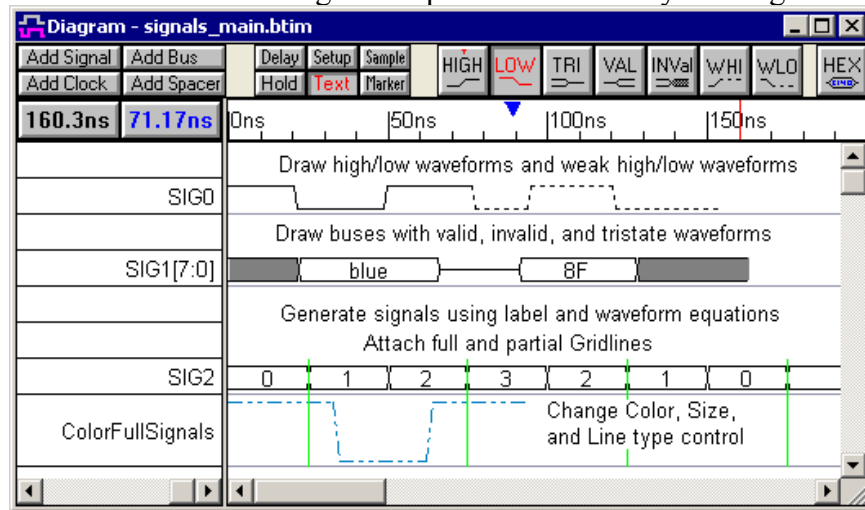 Diagram - signals_main.btim
Add Signal Add Bus Delay Setup Sample HIGH LOW TRI VAL INVal WHI WLO HEX
Add Clock Add Spacer Hold Text Marker
160.3ns 71.17ns 0ns 50ns 100ns 150ns
Draw high/low waveforms and weak high/low waveforms
SIG0
Draw buses with valid, invalid, and tristate waveforms
SIG1[7:0] blue 8F
Generate signals using label and waveform equations
Attach full and partial Gridlines
SIG2 0 1 2 3 2 1 0
ColorFullSignals
Change Color, Size,
and Line type control